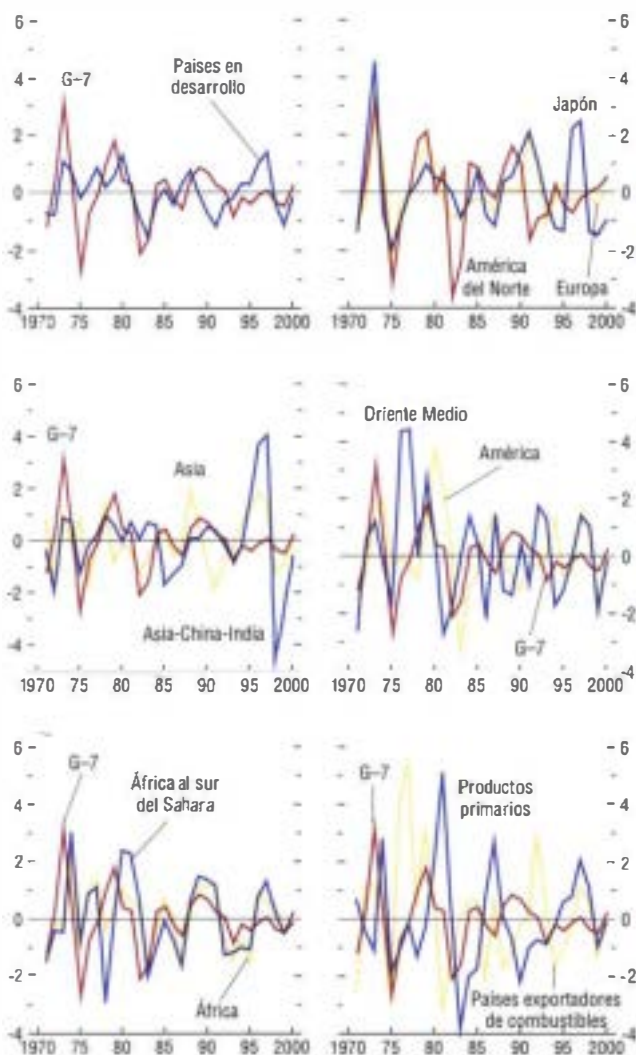 6
4
2
0
-2
-4
G-7
Paises en
desarrollo
1970 75 80 85 90 95 2000
6
4
2
0
-2
-4
Japón
América
del Norte
Europa
1970 75 80 85 90 95 2000
6
4
2
0
-2
-4
G-7
Asia
Asia-China-India
1970 75 80 85 90 95 2000
6
4
2
0
-2
-4
Oriente Medio
América
G-7
1970 75 80 85 90 95 2000
6
4
2
0
-2
-4
G-7
África al sur
del Sahara
África
1970 75 80 85 90 95 2000
6
4
2
0
-2
-4
G-7
Productos
primarios
Países exportadores
de combustibles
1970 75 80 85 90 95 2000